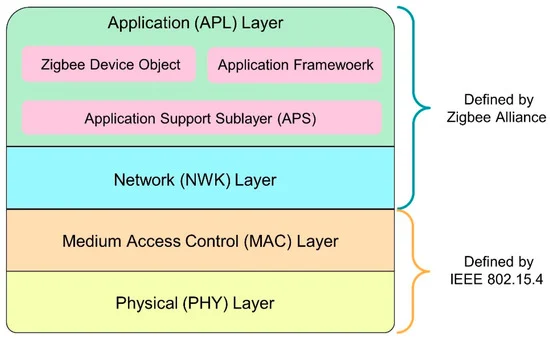 Application (APL) Layer
Zigbee Device Object
Application Framewoerk
Application Support Sublayer (APS)
Defined by
Zigbee Alliance
Network (NWK) Layer
Medium Access Control (MAC) Layer
Defined by
IEEE 802.15.4
Physical (PHY) Layer